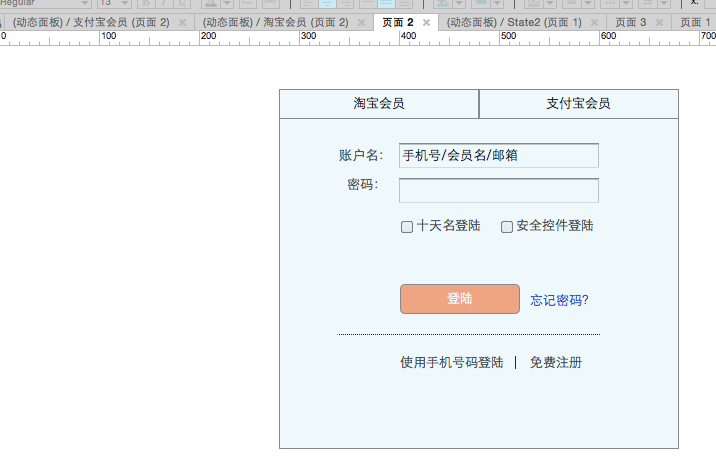 Regular 13 B I U
(动态面板) / 支付宝会员 (页面 2) (动态面板) / 淘宝会员 (页面 2) 页面 2 (动态面板) / State2 (页面 1) 页面 3 页面 1
0 100 200 300 400 500 600 700
淘宝会员 支付宝会员
账户名: 手机号/会员名/邮箱
密码:
十天名登陆 安全控件登陆
登陆 忘记密码?
使用手机号码登陆 | 免费注册